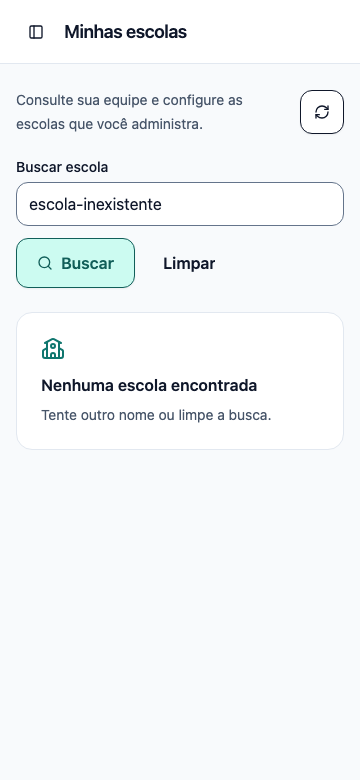 Minhas escolas
Consulte sua equipe e configure as
escolas que você administra.
Buscar escola
escola-inexistente
Buscar
Limpar
Nenhuma escola encontrada
Tente outro nome ou limpe a busca.